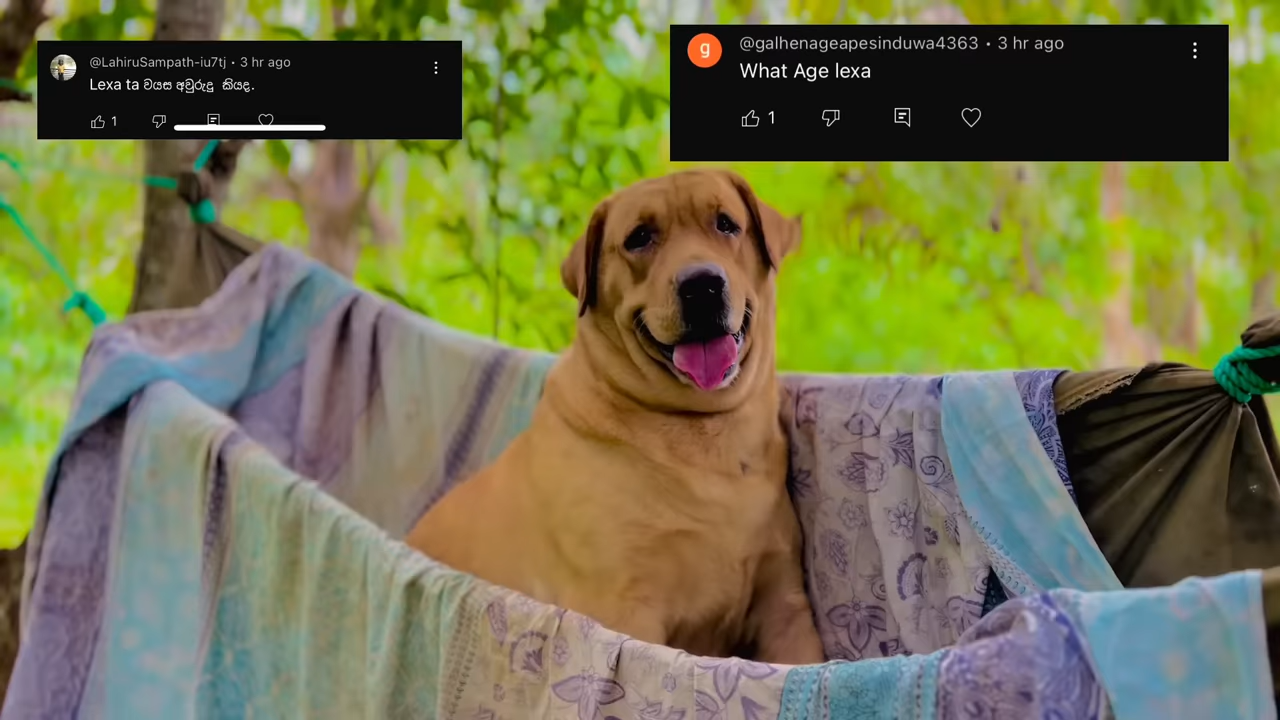 @LahiruSampath-iu7tj • 3 hr ago
Lexa ta වයස අවුරුදු කියද.
1
@galhenageapesinduwa4363 • 3 hr ago
g
What Age lexa
1